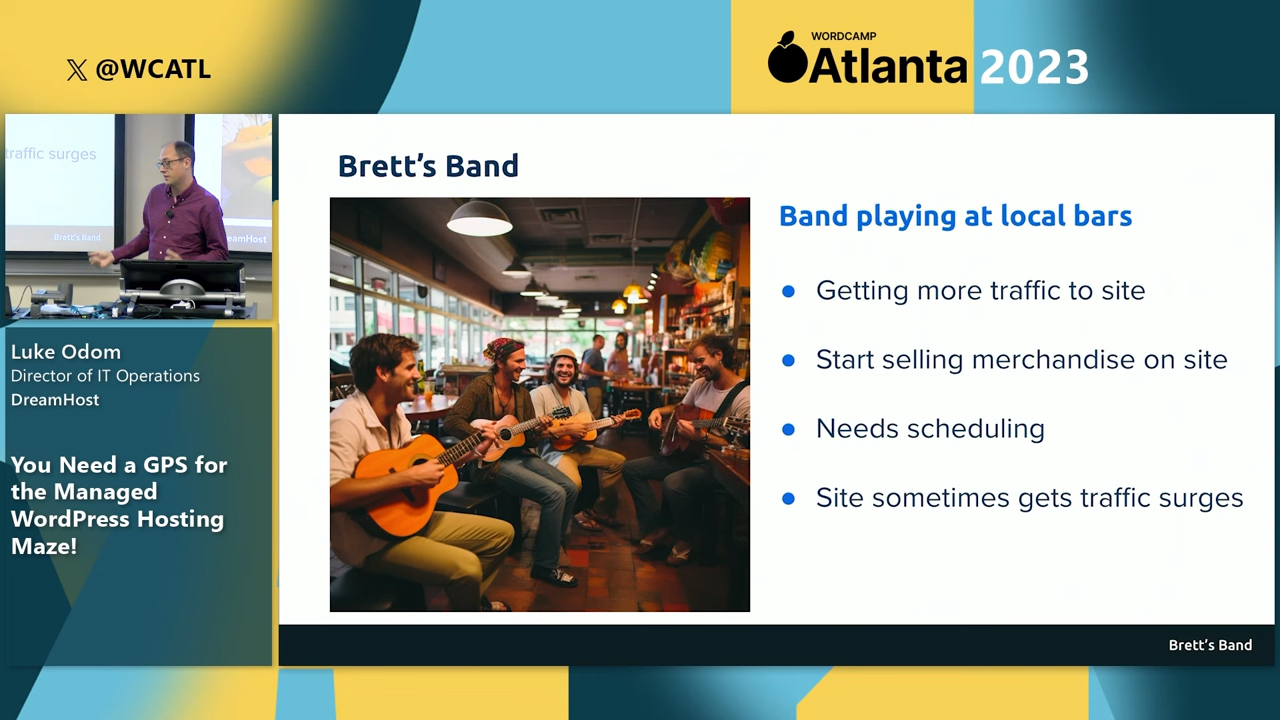 𝕏 @WCATL
WORDCAMP
Atlanta 2023
traffic surges
Brett's Band
eamHost
Luke Odom
Director of IT Operations
DreamHost
You Need a GPS for
the Managed
WordPress Hosting
Maze!
Brett’s Band
Band playing at local bars
● Getting more traffic to site
● Start selling merchandise on site
● Needs scheduling
● Site sometimes gets traffic surges
Brett’s Band